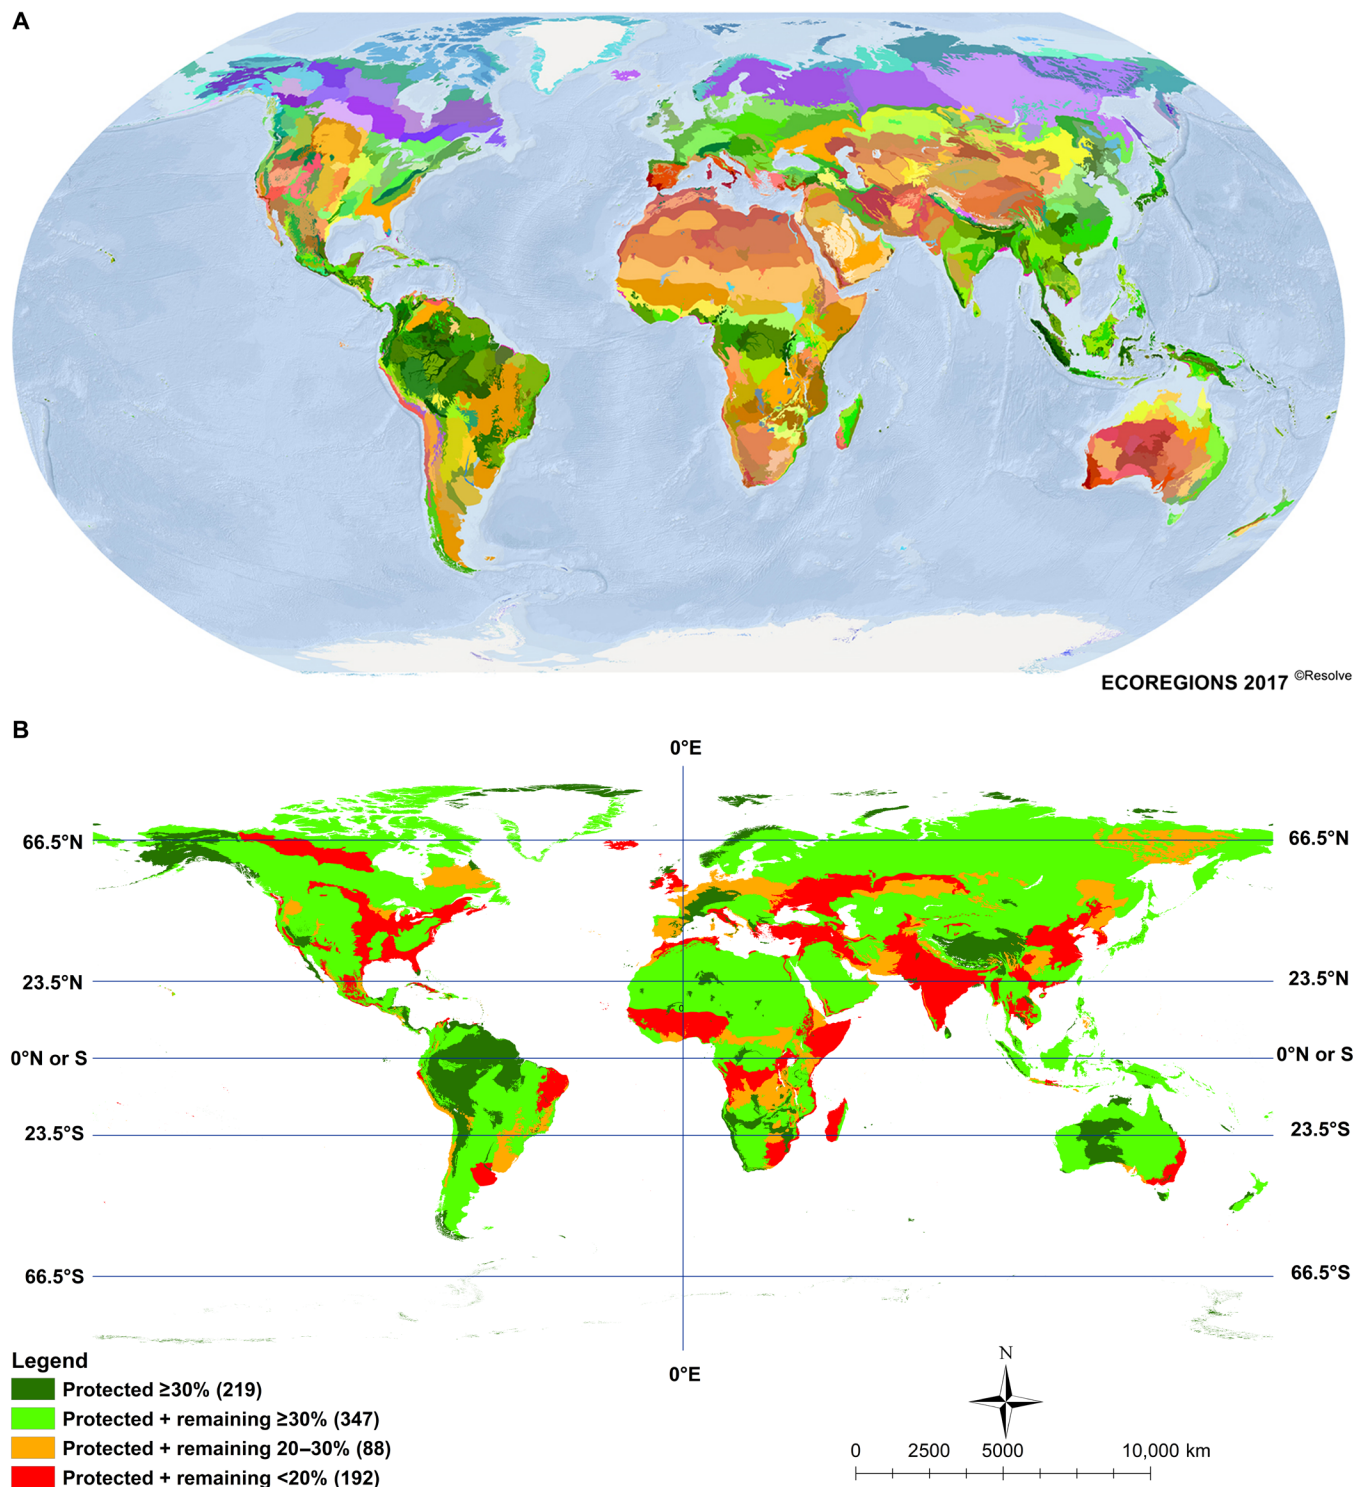 A
ECOREGIONS 2017 ©Resolve
B
0°E
66.5°N 66.5°N
23.5°N 23.5°N
0°N or S 0°N or S
23.5°S 23.5°S
66.5°S 66.5°S
0°E
Legend
Protected ≥30% (219)
Protected + remaining ≥30% (347)
Protected + remaining 20–30% (88)
Protected + remaining <20% (192)
N
0 2500 5000 10,000 km